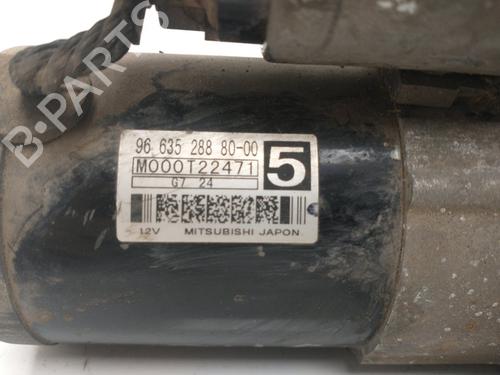 B-PARTS
96 635 288 80-00
M000T22471
5
G7 24
12V MITSUBISHI JAPON